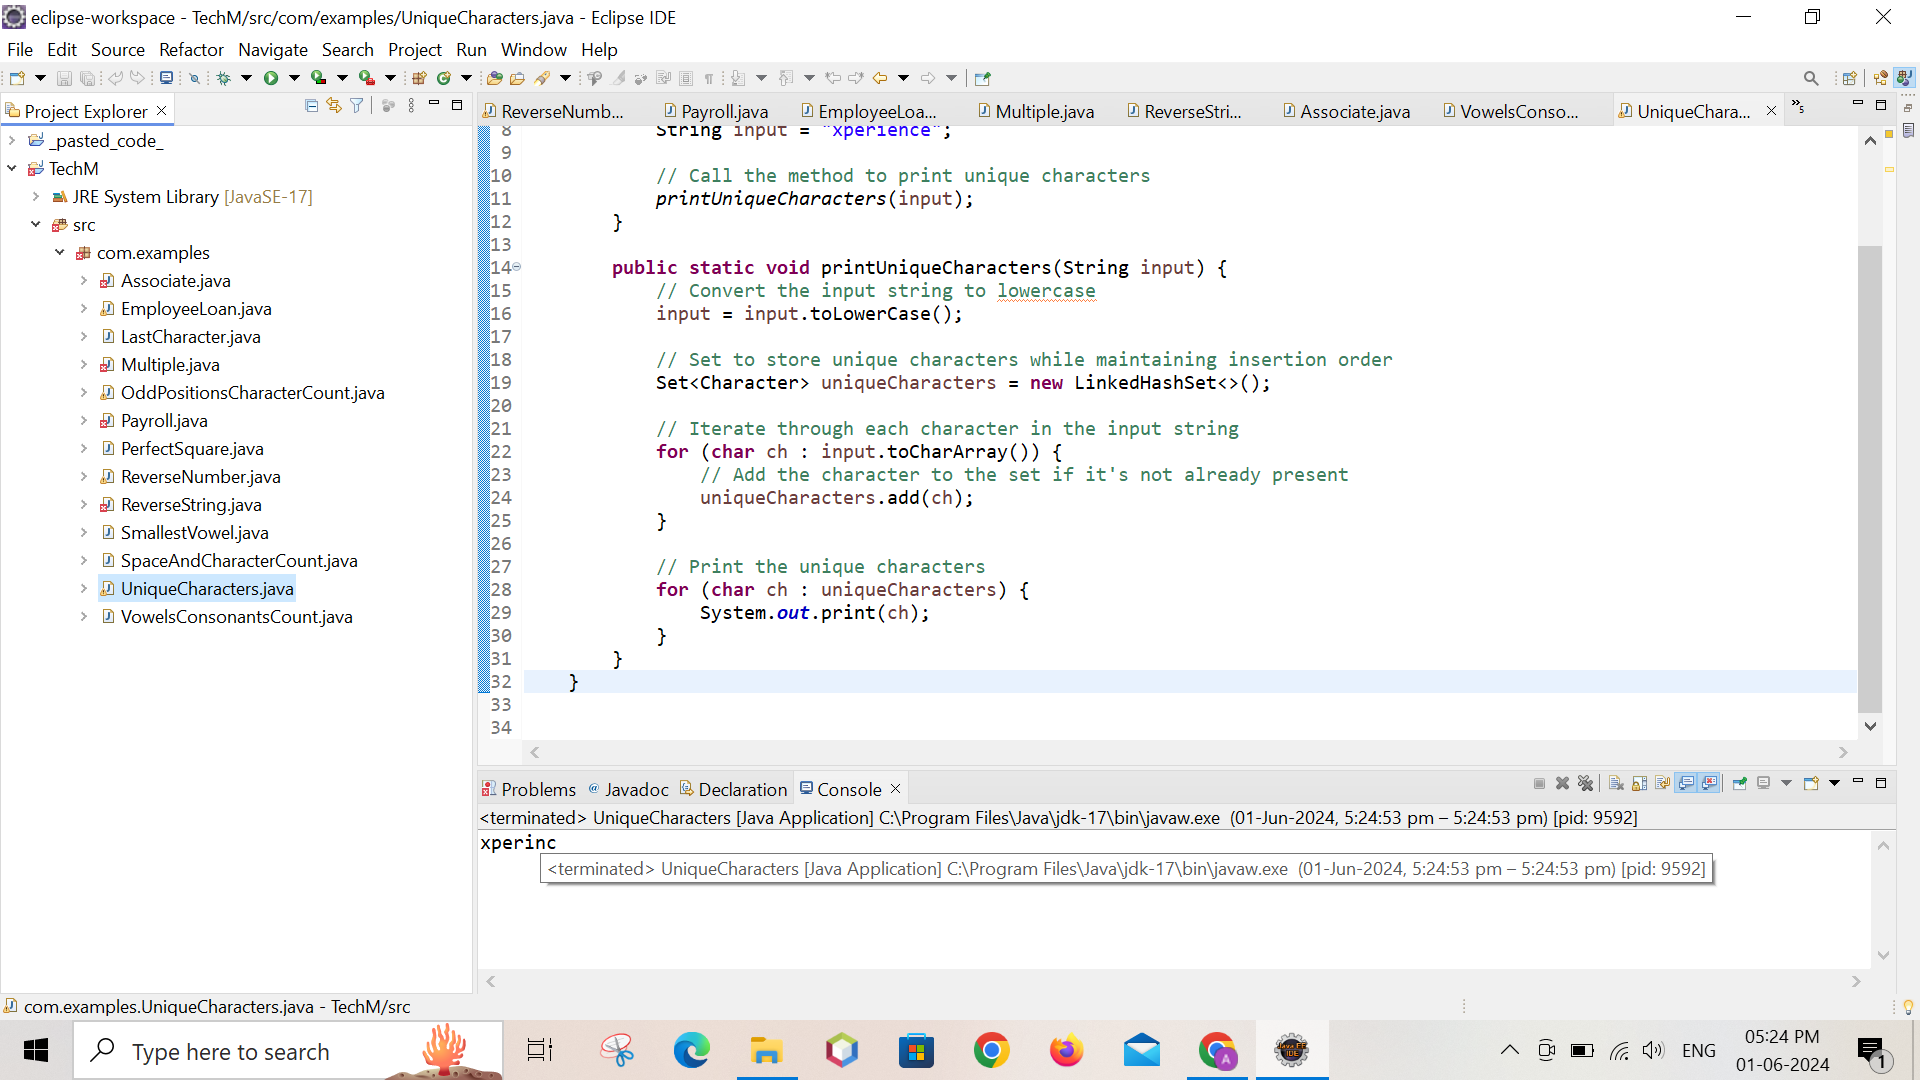 eclipse-workspace - TechM/src/com/examples/UniqueCharacters.java - Eclipse IDE
File Edit Source Refactor Navigate Search Project Run Window Help
Project Explorer
_pasted_code_
TechM
JRE System Library [JavaSE-17]
src
com.examples
Associate.java
EmployeeLoan.java
LastCharacter.java
Multiple.java
OddPositionsCharacterCount.java
Payroll.java
PerfectSquare.java
ReverseNumber.java
ReverseString.java
SmallestVowel.java
SpaceAndCharacterCount.java
UniqueCharacters.java
VowelsConsonantsCount.java
ReverseNumb... Payroll.java EmployeeLoa... Multiple.java ReverseStri... Associate.java VowelsConso... UniqueChara... »5
8 String input = "xperience";
9
10 // Call the method to print unique characters
11 printUniqueCharacters(input);
12 }
13
14 public static void printUniqueCharacters(String input) {
15 // Convert the input string to lowercase
16 input = input.toLowerCase();
17
18 // Set to store unique characters while maintaining insertion order
19 Set<Character> uniqueCharacters = new LinkedHashSet<>();
20
21 // Iterate through each character in the input string
22 for (char ch : input.toCharArray()) {
23 // Add the character to the set if it's not already present
24 uniqueCharacters.add(ch);
25 }
26
27 // Print the unique characters
28 for (char ch : uniqueCharacters) {
29 System.out.print(ch);
30 }
31 }
32 }
33
34
Problems Javadoc Declaration Console
<terminated> UniqueCharacters [Java Application] C:\Program Files\Java\jdk-17\bin\javaw.exe (01-Jun-2024, 5:24:53 pm – 5:24:53 pm) [pid: 9592]
xperinc
<terminated> UniqueCharacters [Java Application] C:\Program Files\Java\jdk-17\bin\javaw.exe (01-Jun-2024, 5:24:53 pm – 5:24:53 pm) [pid: 9592]
com.examples.UniqueCharacters.java - TechM/src
Type here to search
ENG
05:24 PM
01-06-2024
1